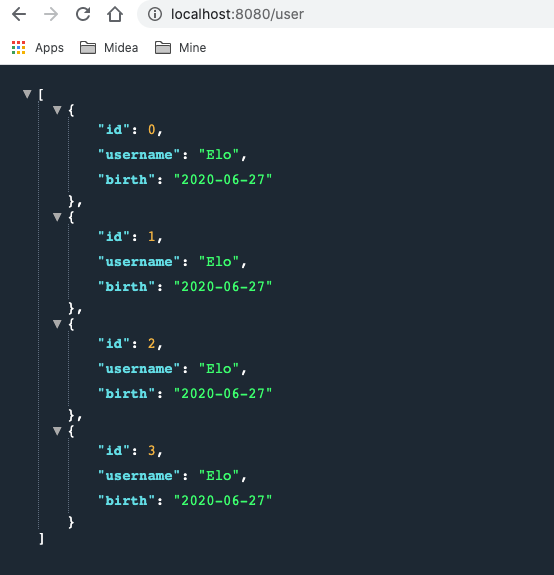 localhost:8080/user
Apps Midea Mine
[
{
"id": 0,
"username": "Elo",
"birth": "2020-06-27"
},
{
"id": 1,
"username": "Elo",
"birth": "2020-06-27"
},
{
"id": 2,
"username": "Elo",
"birth": "2020-06-27"
},
{
"id": 3,
"username": "Elo",
"birth": "2020-06-27"
}
]